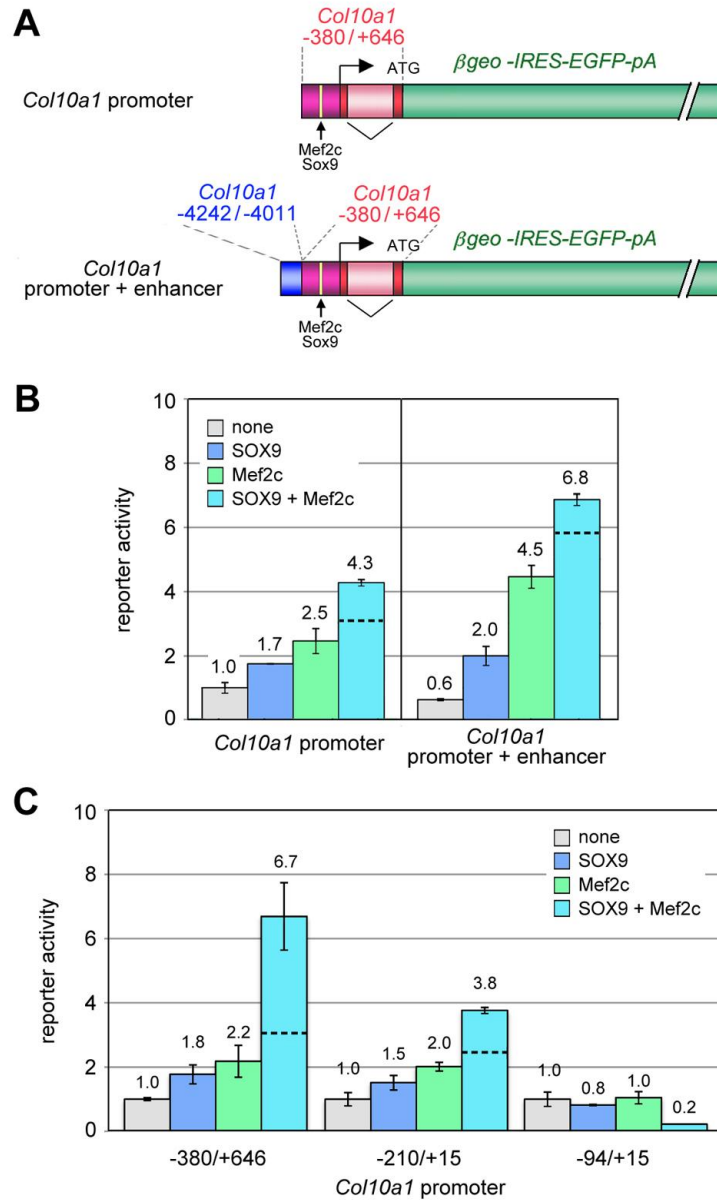 A
Col10a1
-380/+646
ATG
βgeo -IRES-EGFP-pA
Col10a1 promoter
Mef2c
Sox9
Col10a1
-4242/-4011
Col10a1
-380/+646
ATG
βgeo -IRES-EGFP-pA
Col10a1
promoter + enhancer
Mef2c
Sox9
B
10
8
6
4
2
0
reporter activity
none
SOX9
Mef2c
SOX9 + Mef2c
1.0
1.7
2.5
4.3
0.6
2.0
4.5
6.8
Col10a1 promoter
Col10a1
promoter + enhancer
C
10
8
6
4
2
0
reporter activity
none
SOX9
Mef2c
SOX9 + Mef2c
1.0
1.8
2.2
6.7
1.0
1.5
2.0
3.8
1.0
0.8
1.0
0.2
-380/+646
-210/+15
-94/+15
Col10a1 promoter